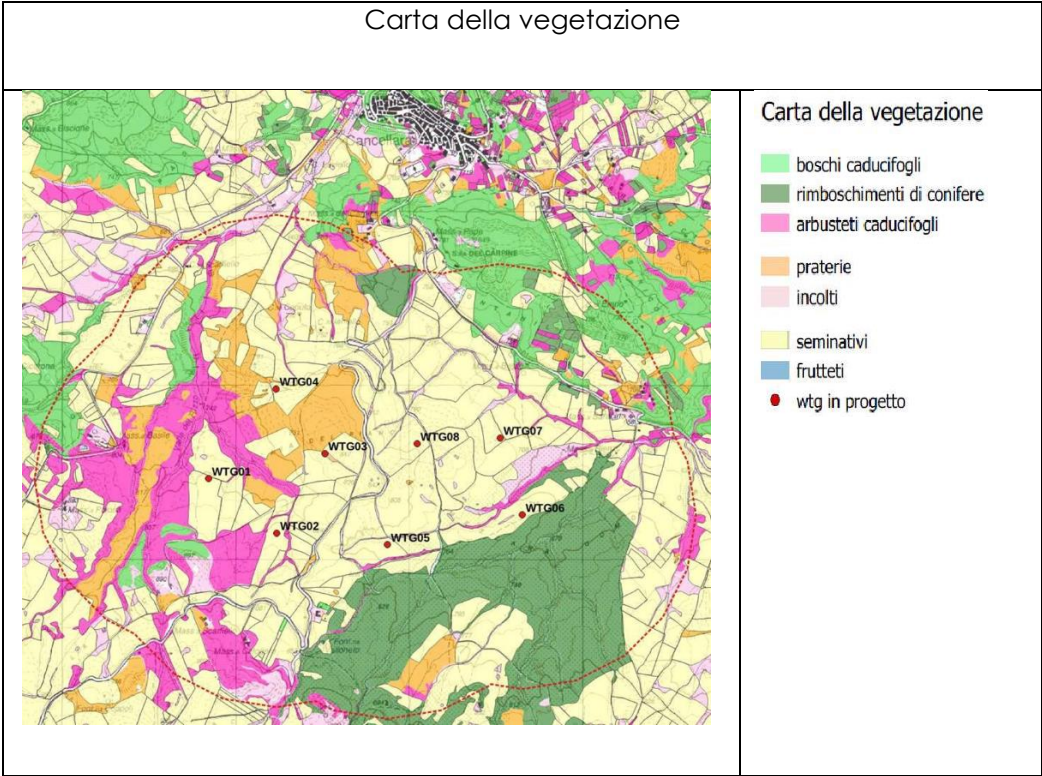 Carta della vegetazione
Cancellara
WTG04
WTG07
WTG08
WTG03
WTG01
WTG06
WTG02
WTG05
Carta della vegetazione
boschi caducifogli
rimboschimenti di conifere
arbusteti caducifogli
praterie
incolti
seminativi
frutteti
wtg in progetto